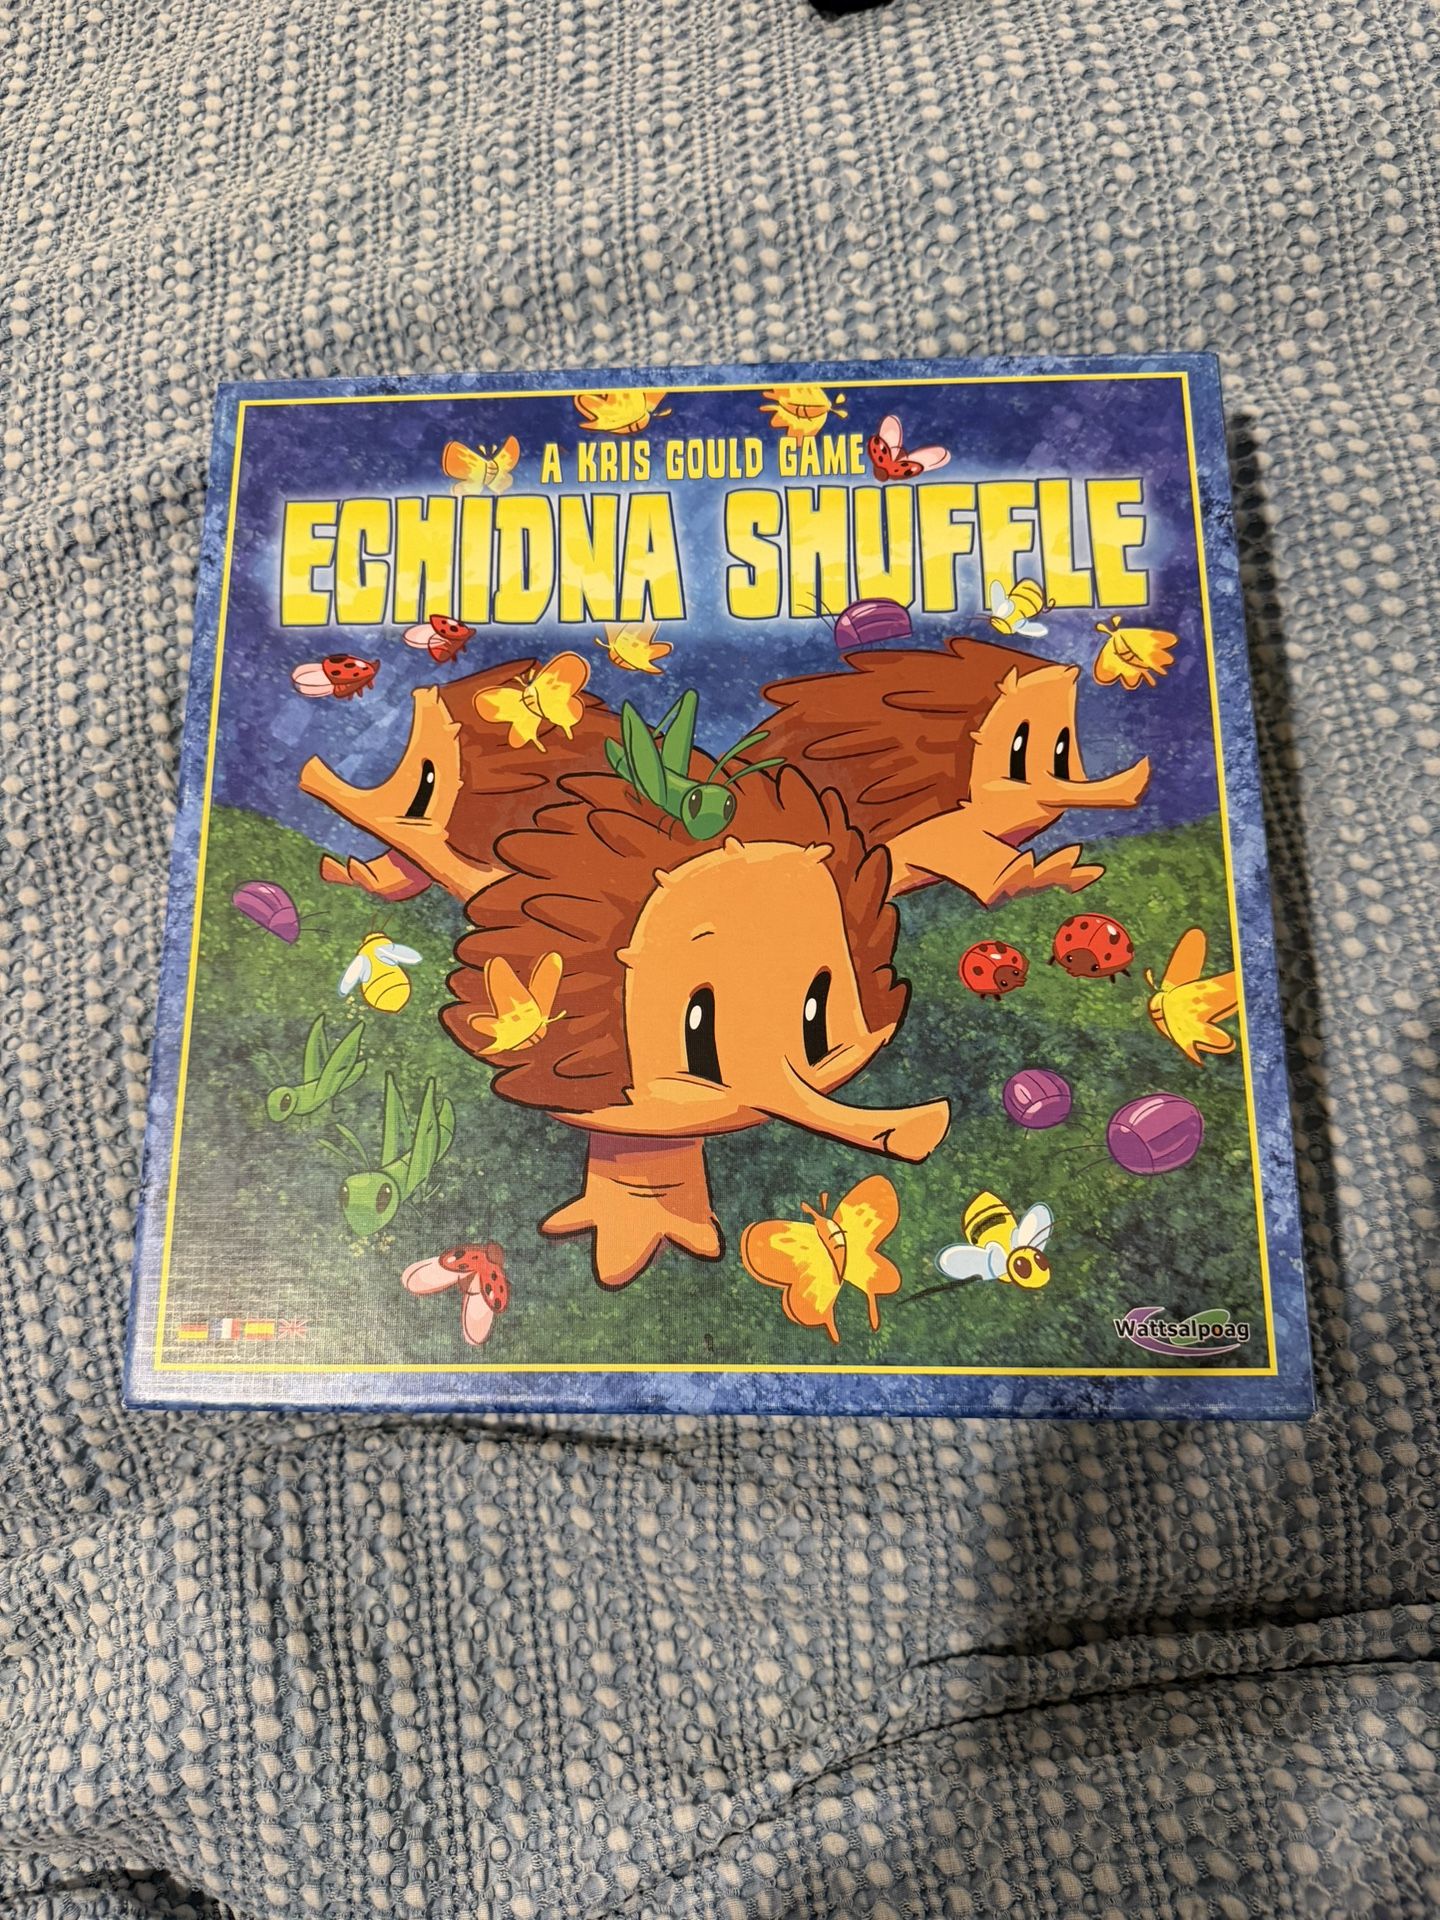 A KRIS GOULD GAME
ECHIDNA SHUFFLE
Wattsalpoag